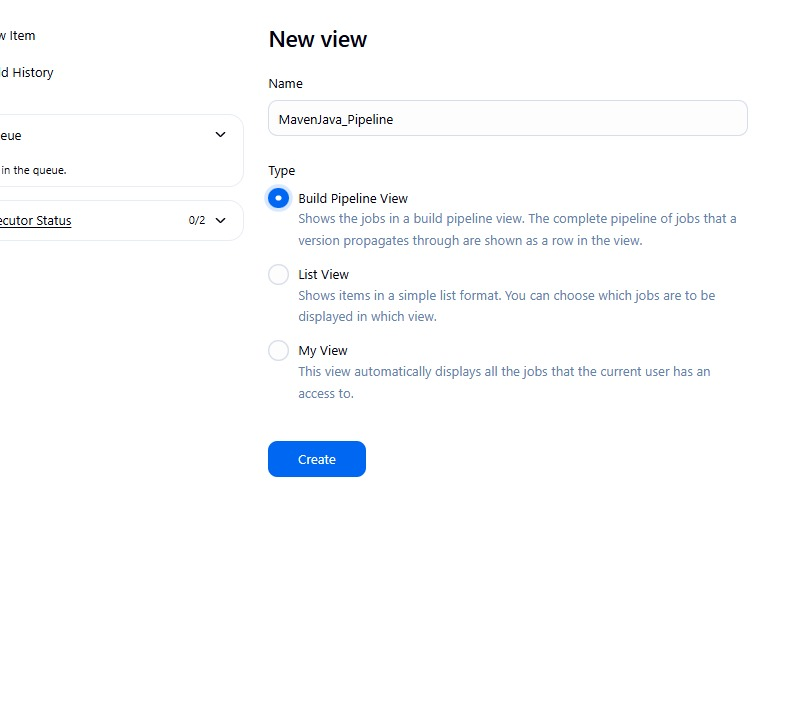 Item
History
in the queue.
Status
0/2
New view
Name
MavenJava_Pipeline
Type
Build Pipeline View
Shows the jobs in a build pipeline view. The complete pipeline of jobs that a
version propagates through are shown as a row in the view.
List View
Shows items in a simple list format. You can choose which jobs are to be
displayed in which view.
My View
This view automatically displays all the jobs that the current user has an
access to.
Create